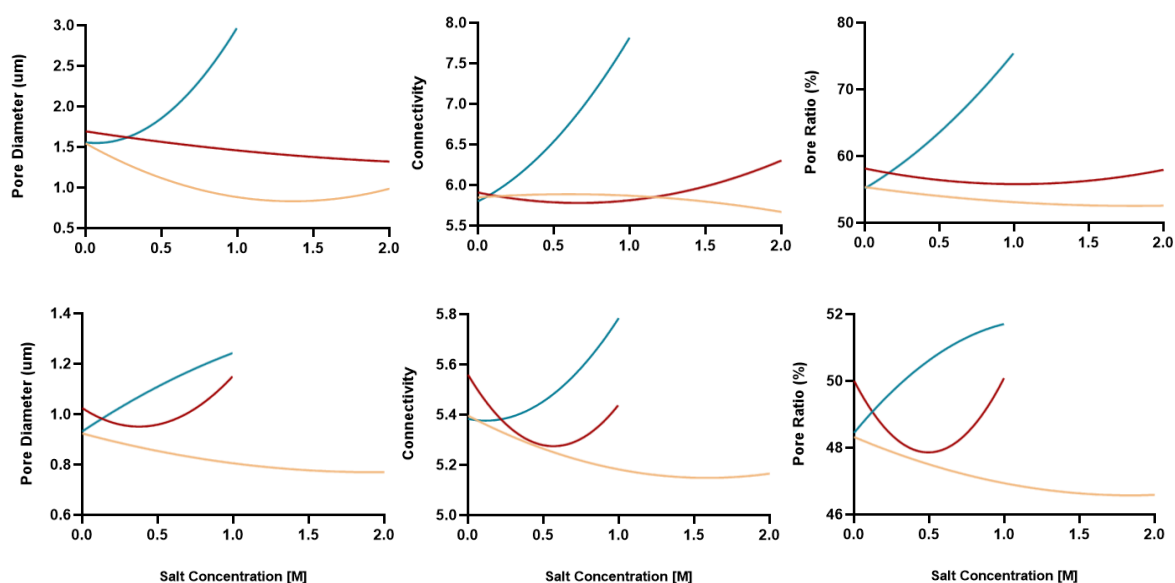 Pore Diameter (um)
3.0
2.5
2.0
1.5
1.0
0.5
0.0 0.5 1.0 1.5 2.0
Connectivity
8.0
7.5
7.0
6.5
6.0
5.5
0.0 0.5 1.0 1.5 2.0
Pore Ratio (%)
80
70
60
50
0.0 0.5 1.0 1.5 2.0
Pore Diameter (um)
1.4
1.2
1.0
0.8
0.6
0.0 0.5 1.0 1.5 2.0
Salt Concentration [M]
Connectivity
5.8
5.6
5.4
5.2
5.0
0.0 0.5 1.0 1.5 2.0
Salt Concentration [M]
Pore Ratio (%)
52
50
48
46
0.0 0.5 1.0 1.5 2.0
Salt Concentration [M]